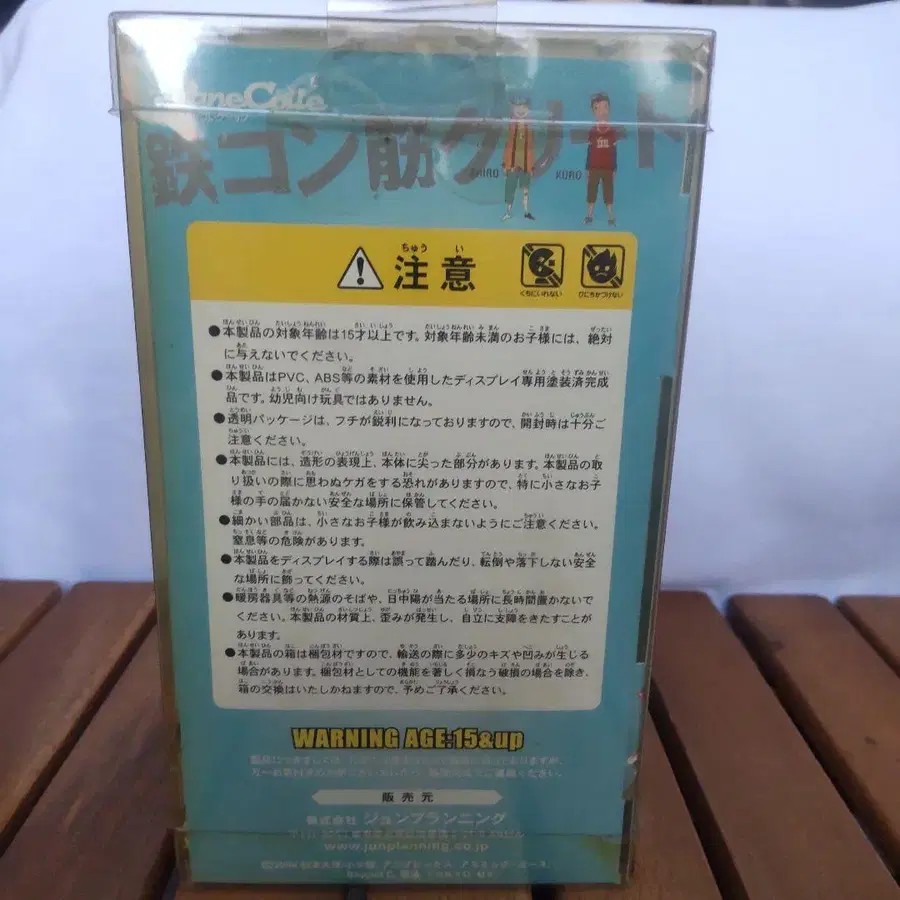 鉄コン筋クリート
SHIRO
KURO
ちゅう い
注意
くちにいれない
ひにちかづけない
●本製品の対象年齢は15才以上です。対象年齢未満のお子様には、絶対
に与えないでください。
●本製品はPVC、ABS等の素材を使用したディスプレイ専用塗装済完成
品です。幼児向け玩具ではありません。
●透明パッケージは、フチが鋭利になっておりますので、開封時は十分ご
注意ください。
●本製品には、造形の表現上、本体に尖った部分があります。本製品の取
り扱いの際に思わぬケガをする恐れがありますので、特に小さなお子
様の手の届かない安全な場所に保管してください。
●細かい部品は、小さなお子様が飲み込まないようにご注意ください。
窒息等の危険があります。
●本製品をディスプレイする際は誤って踏んだり、転倒や落下しない安全
な場所に飾ってください。
●暖房器具等の熱源のそばや、日中陽が当たる場所に長時間置かないで
ください。本製品の材質上、歪みが発生し、自立に支障をきたすことが
あります。
●本製品の箱は梱包材ですので、輸送の際に多少のキズや凹みが生じる
場合があります。梱包材としての機能を著しく損なう破損の場合を除き、
箱の交換はいたしかねますので、予めご了承ください。
WARNING AGE:15&up
販売元
株式会社 ジュンプランニング
www.junplanning.co.jp